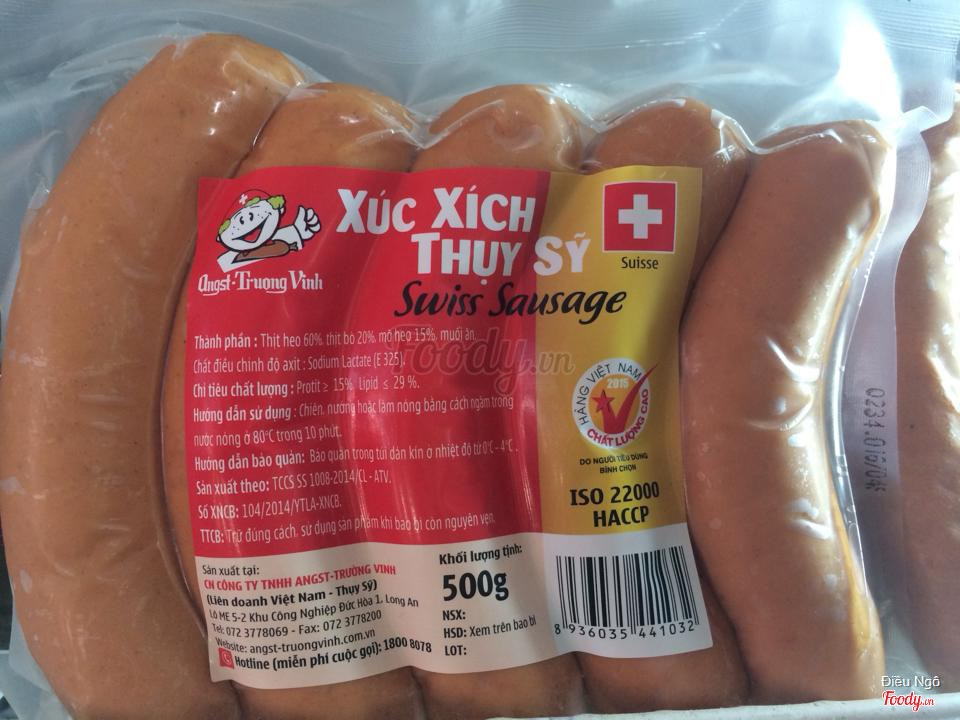 XÚC XÍCH
THỤY SỸ
Swiss Sausage
Angst-Trường Vinh
Suisse
Thành phần : Thịt heo 60%, thịt bò 20%, mỡ heo 15%, muối ăn.
Chất điều chỉnh độ axit : Sodium Lactate (E 325).
Chỉ tiêu chất lượng : Protit ≥ 15%, Lipid ≤ 29 %.
Hướng dẫn sử dụng : Chiên, nướng hoặc làm nóng bằng cách ngâm trong
nước nóng ở 80°C trong 10 phút.
Hướng dẫn bảo quản: Bảo quản trong túi dán kín ở nhiệt độ từ 0°C - 4°C.
Sản xuất theo: TCCS SS 1008-2014/CL - ATV.
Số XNCB: 104/2014/YTLA-XNCB.
TTCB: Trữ đúng cách, sử dụng sản phẩm khi bao bì còn nguyên vẹn.
HÀNG VIỆT NAM
2015
CHẤT LƯỢNG CAO
DO NGƯỜI TIÊU DÙNG
BÌNH CHỌN
ISO 22000
HACCP
Sản xuất tại:
CN CÔNG TY TNHH ANGST-TRƯỜNG VINH
(Liên doanh Việt Nam - Thụy Sỹ)
Lô ME 5-2 Khu Công Nghiệp Đức Hòa 1, Long An
Tel: 072 3778069 - Fax: 072 3778200
Website: angst-truongvinh.com.vn
Hotline (miễn phí cuộc gọi): 1800 8078
Khối lượng tịnh:
500g
NSX:
HSD: Xem trên bao bì
LOT:
8 936035 441032
Foody.vn
Điều Ngô
Foody.vn